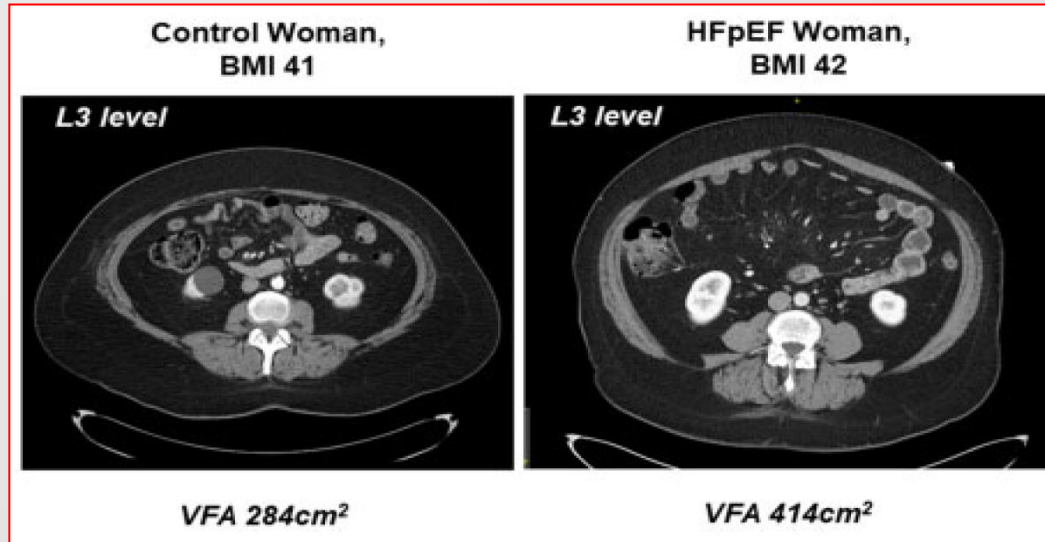 Control Woman,
BMI 41
HFpEF Woman,
BMI 42
L3 level
L3 level
VFA 284cm²
VFA 414cm²